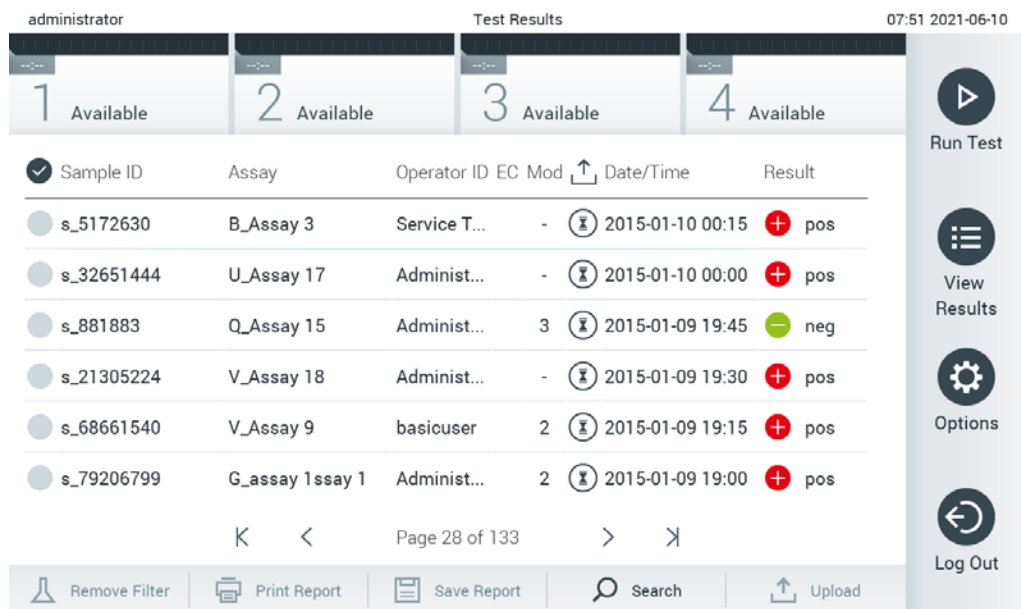 administrator Test Results 07:51 2021-06-10
--:-- --:-- --:-- --:--
1 Available 2 Available 3 Available 4 Available
Run Test
Sample ID Assay Operator ID EC Mod Date/Time Result
s_5172630 B_Assay 3 Service T... - 2015-01-10 00:15 pos
s_32651444 U_Assay 17 Administ... - 2015-01-10 00:00 pos
View
Results
s_881883 Q_Assay 15 Administ... 3 2015-01-09 19:45 neg
s_21305224 V_Assay 18 Administ... - 2015-01-09 19:30 pos
Options
s_68661540 V_Assay 9 basicuser 2 2015-01-09 19:15 pos
s_79206799 G_assay 1ssay 1 Administ... 2 2015-01-09 19:00 pos
Page 28 of 133
Log Out
Remove Filter Print Report Save Report Search Upload